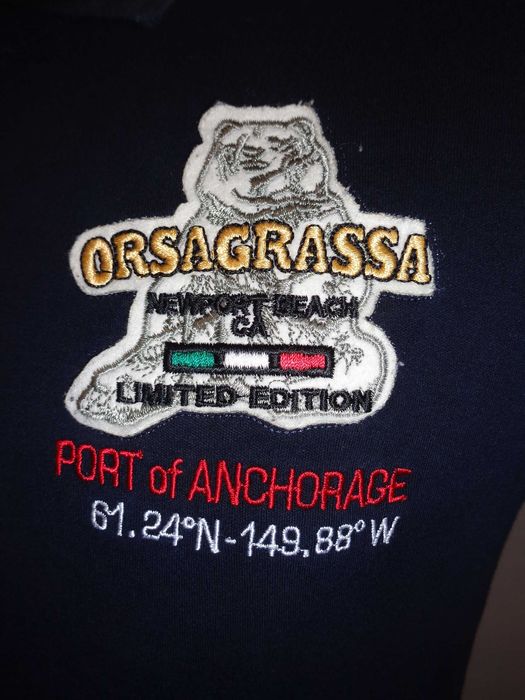 ORSAGRASSA
NEWPORT BEACH
CA
LIMITED EDITION
PORT of ANCHORAGE
61.24°N-149.88°W